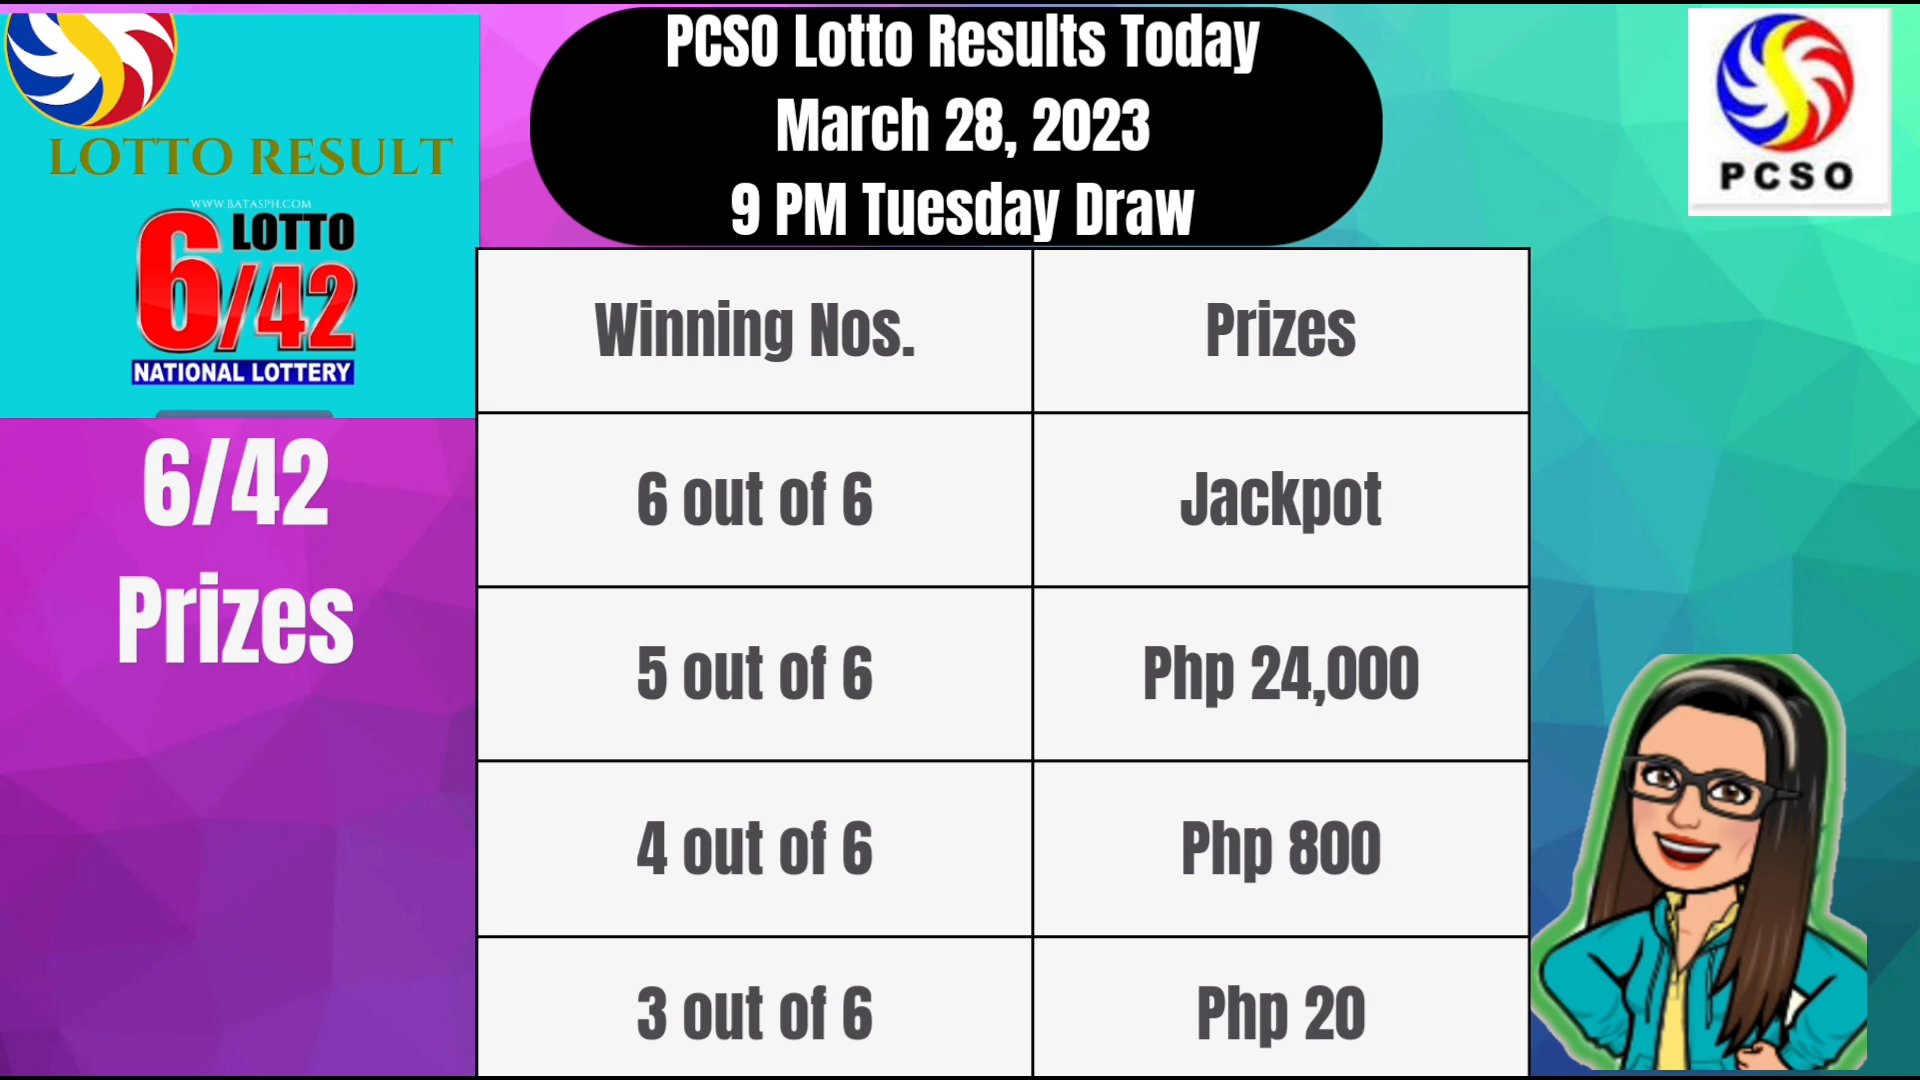 PCSO Lotto Results Today
March 28, 2023
9 PM Tuesday Draw
LOTTO RESULT
WWW.BATASPH.COM
LOTTO
6/42
NATIONAL LOTTERY
PCSO
6/42
Prizes
Winning Nos. Prizes
6 out of 6 Jackpot
5 out of 6 Php 24,000
4 out of 6 Php 800
3 out of 6 Php 20